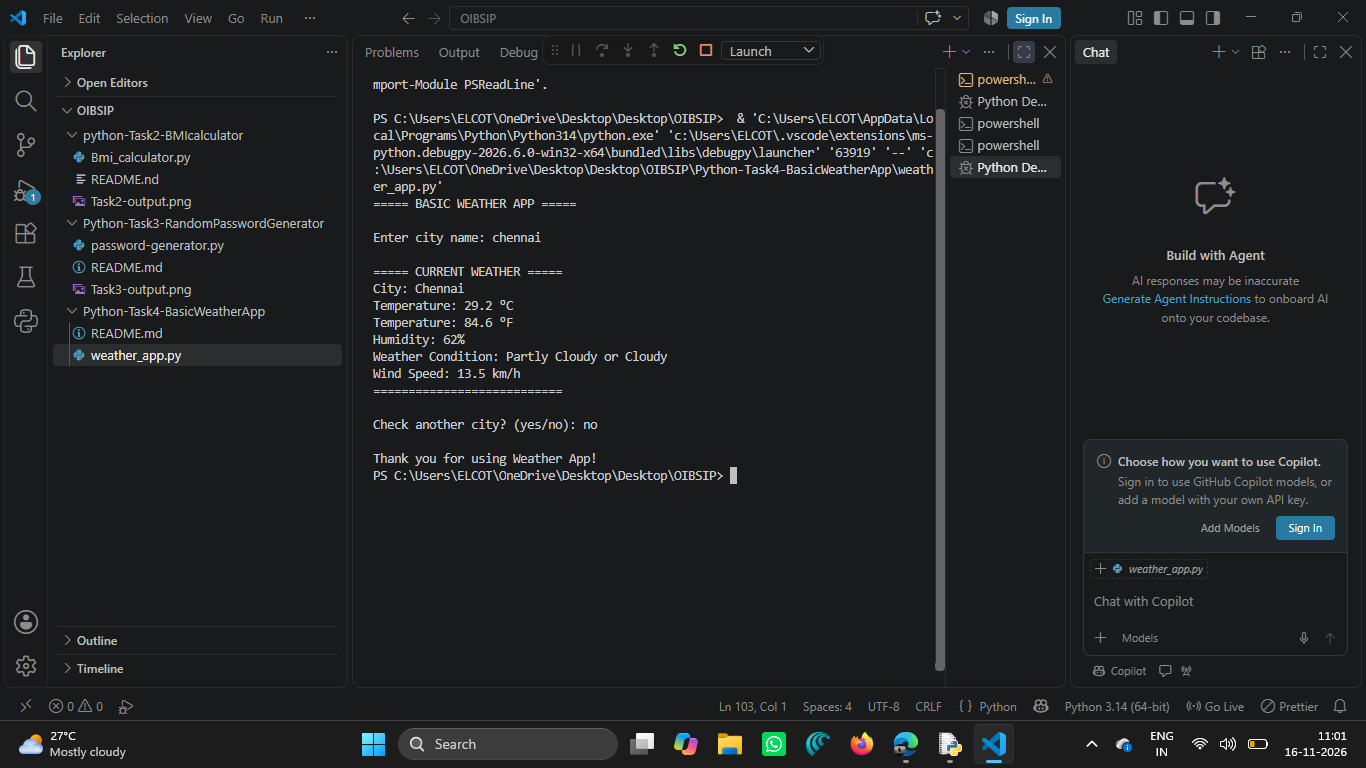 File Edit Selection View Go Run ···
OIBSIP
Sign In
Explorer
Open Editors
OIBSIP
python-Task2-BMIcalculator
Bmi_calculator.py
README.nd
Task2-output.png
Python-Task3-RandomPasswordGenerator
password-generator.py
README.md
Task3-output.png
Python-Task4-BasicWeatherApp
README.md
weather_app.py
Outline
Timeline
1
Problems Output Debug
Launch
mport-Module PSReadLine'.
PS C:\Users\ELCOT\OneDrive\Desktop\Desktop\OIBSIP>  & 'C:\Users\ELCOT\AppData\Lo
cal\Programs\Python\Python314\python.exe' 'c:\Users\ELCOT\.vscode\extensions\ms-
python.debugpy-2026.6.0-win32-x64\bundled\libs\debugpy\launcher' '63919' '--' 'c
:\Users\ELCOT\OneDrive\Desktop\Desktop\OIBSIP\Python-Task4-BasicWeatherApp\weath
er_app.py'
===== BASIC WEATHER APP =====
Enter city name: chennai
===== CURRENT WEATHER =====
City: Chennai
Temperature: 29.2 °C
Temperature: 84.6 °F
Humidity: 62%
Weather Condition: Partly Cloudy or Cloudy
Wind Speed: 13.5 km/h
===========================
Check another city? (yes/no): no
Thank you for using Weather App!
PS C:\Users\ELCOT\OneDrive\Desktop\Desktop\OIBSIP>
powersh...
Python De...
powershell
powershell
Python De...
Chat
Build with Agent
AI responses may be inaccurate
Generate Agent Instructions to onboard AI
onto your codebase.
Choose how you want to use Copilot.
Sign in to use GitHub Copilot models, or
add a model with your own API key.
Add Models Sign In
weather_app.py
Chat with Copilot
Models
Copilot
0 0
Ln 103, Col 1 Spaces: 4 UTF-8 CRLF { } Python Python 3.14 (64-bit) Go Live Prettier
27°C
Mostly cloudy
Search
ENG
IN
11:01
16-11-2026